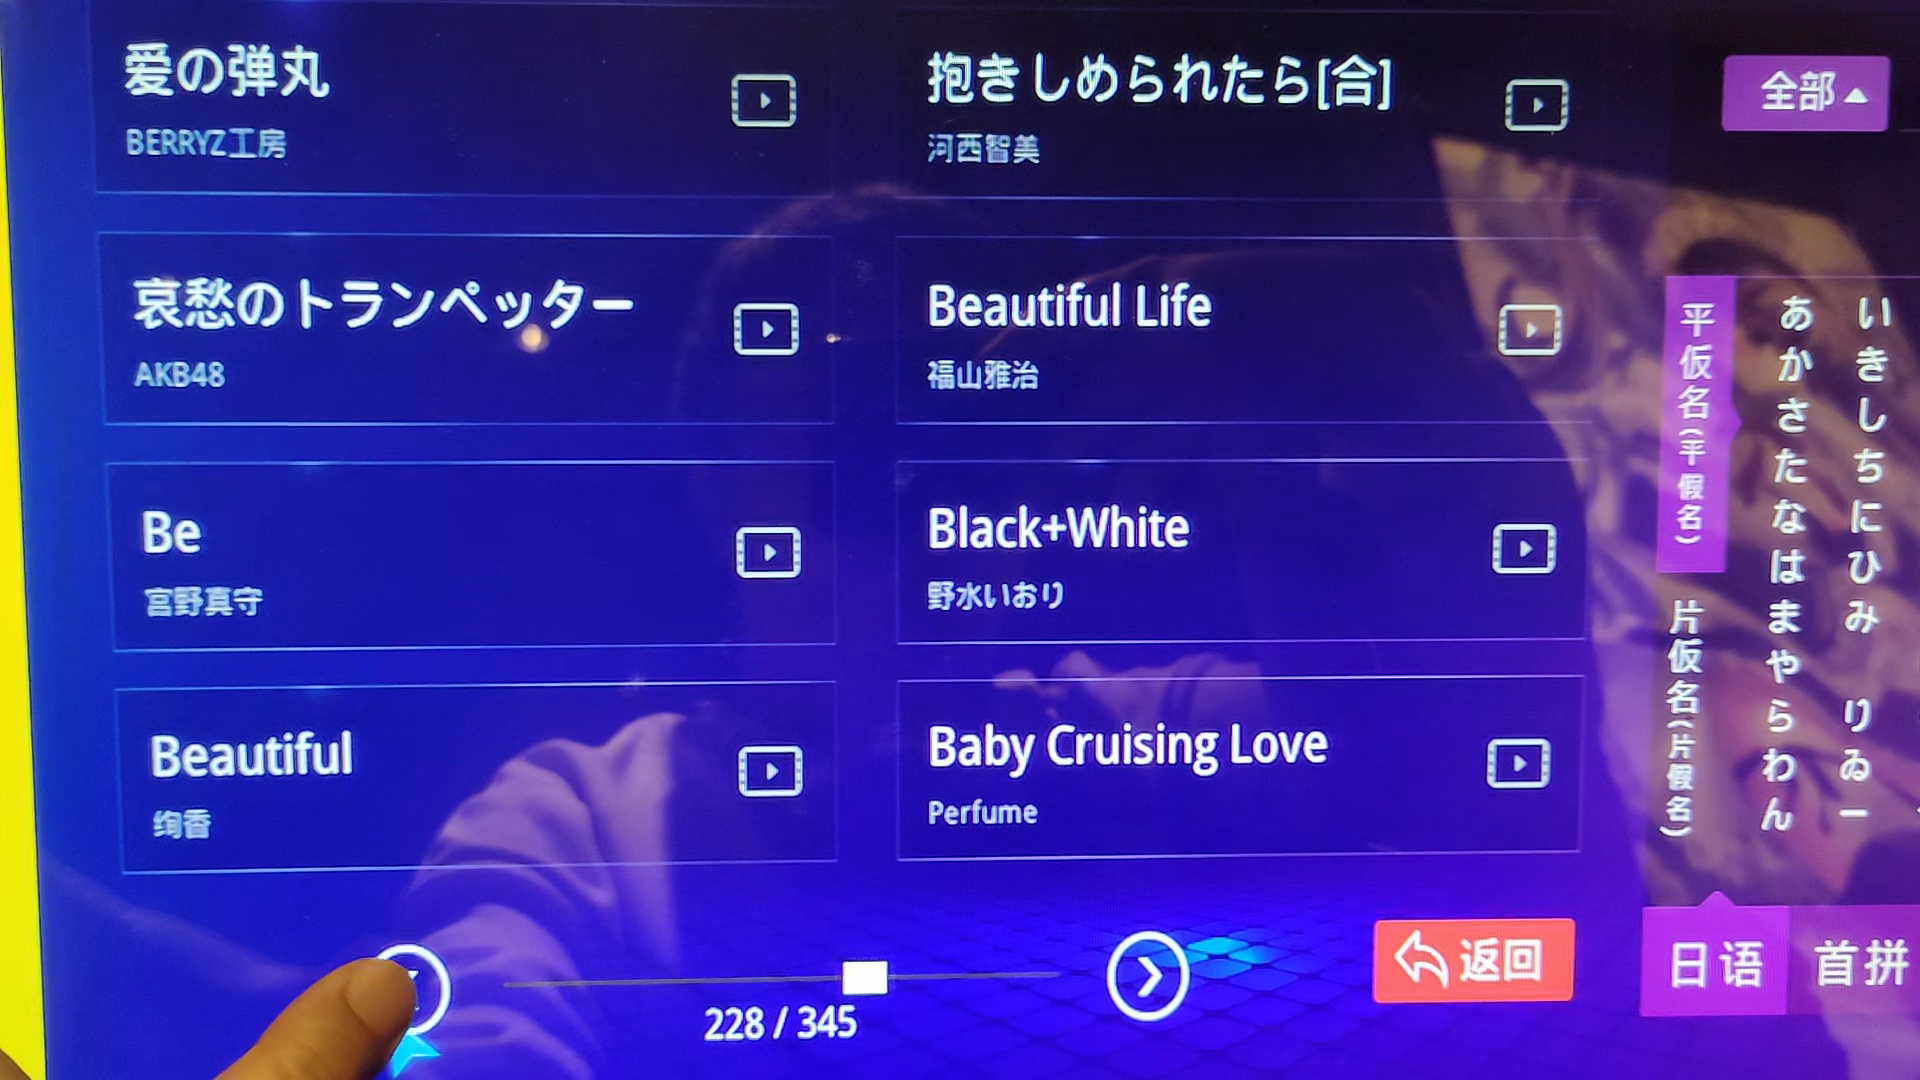 爱の弹丸
BERRYZ工房
抱きしめられたら[合]
河西智美
全部
哀愁のトランペッター
AKB48
Beautiful Life
福山雅治
Be
宮野真守
Black+White
野水いおり
Beautiful
绚香
Baby Cruising Love
Perfume
平仮名(平假名)
片仮名(片假名)
あかさたなはまやらわん
いきしちにひみ りゐー
228 / 345
返回
日语
首拼